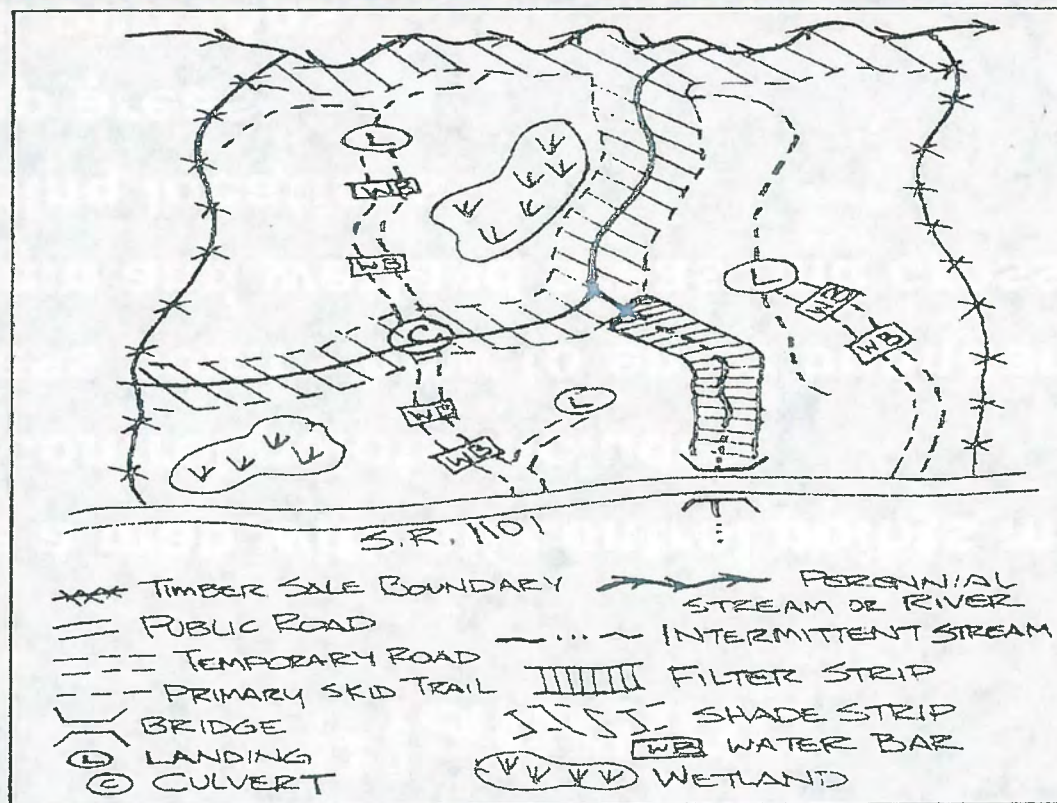 L
WB
WB
C
L
WB
L
WB
WB
WB
S.R. 1101
TIMBER SALE BOUNDARY
PUBLIC ROAD
TEMPORARY ROAD
PRIMARY SKID TRAIL
BRIDGE
L LANDING
C CULVERT
PERENNIAL
STREAM OR RIVER
INTERMITTENT STREAM
FILTER STRIP
SHADE STRIP
WB WATER BAR
WETLAND